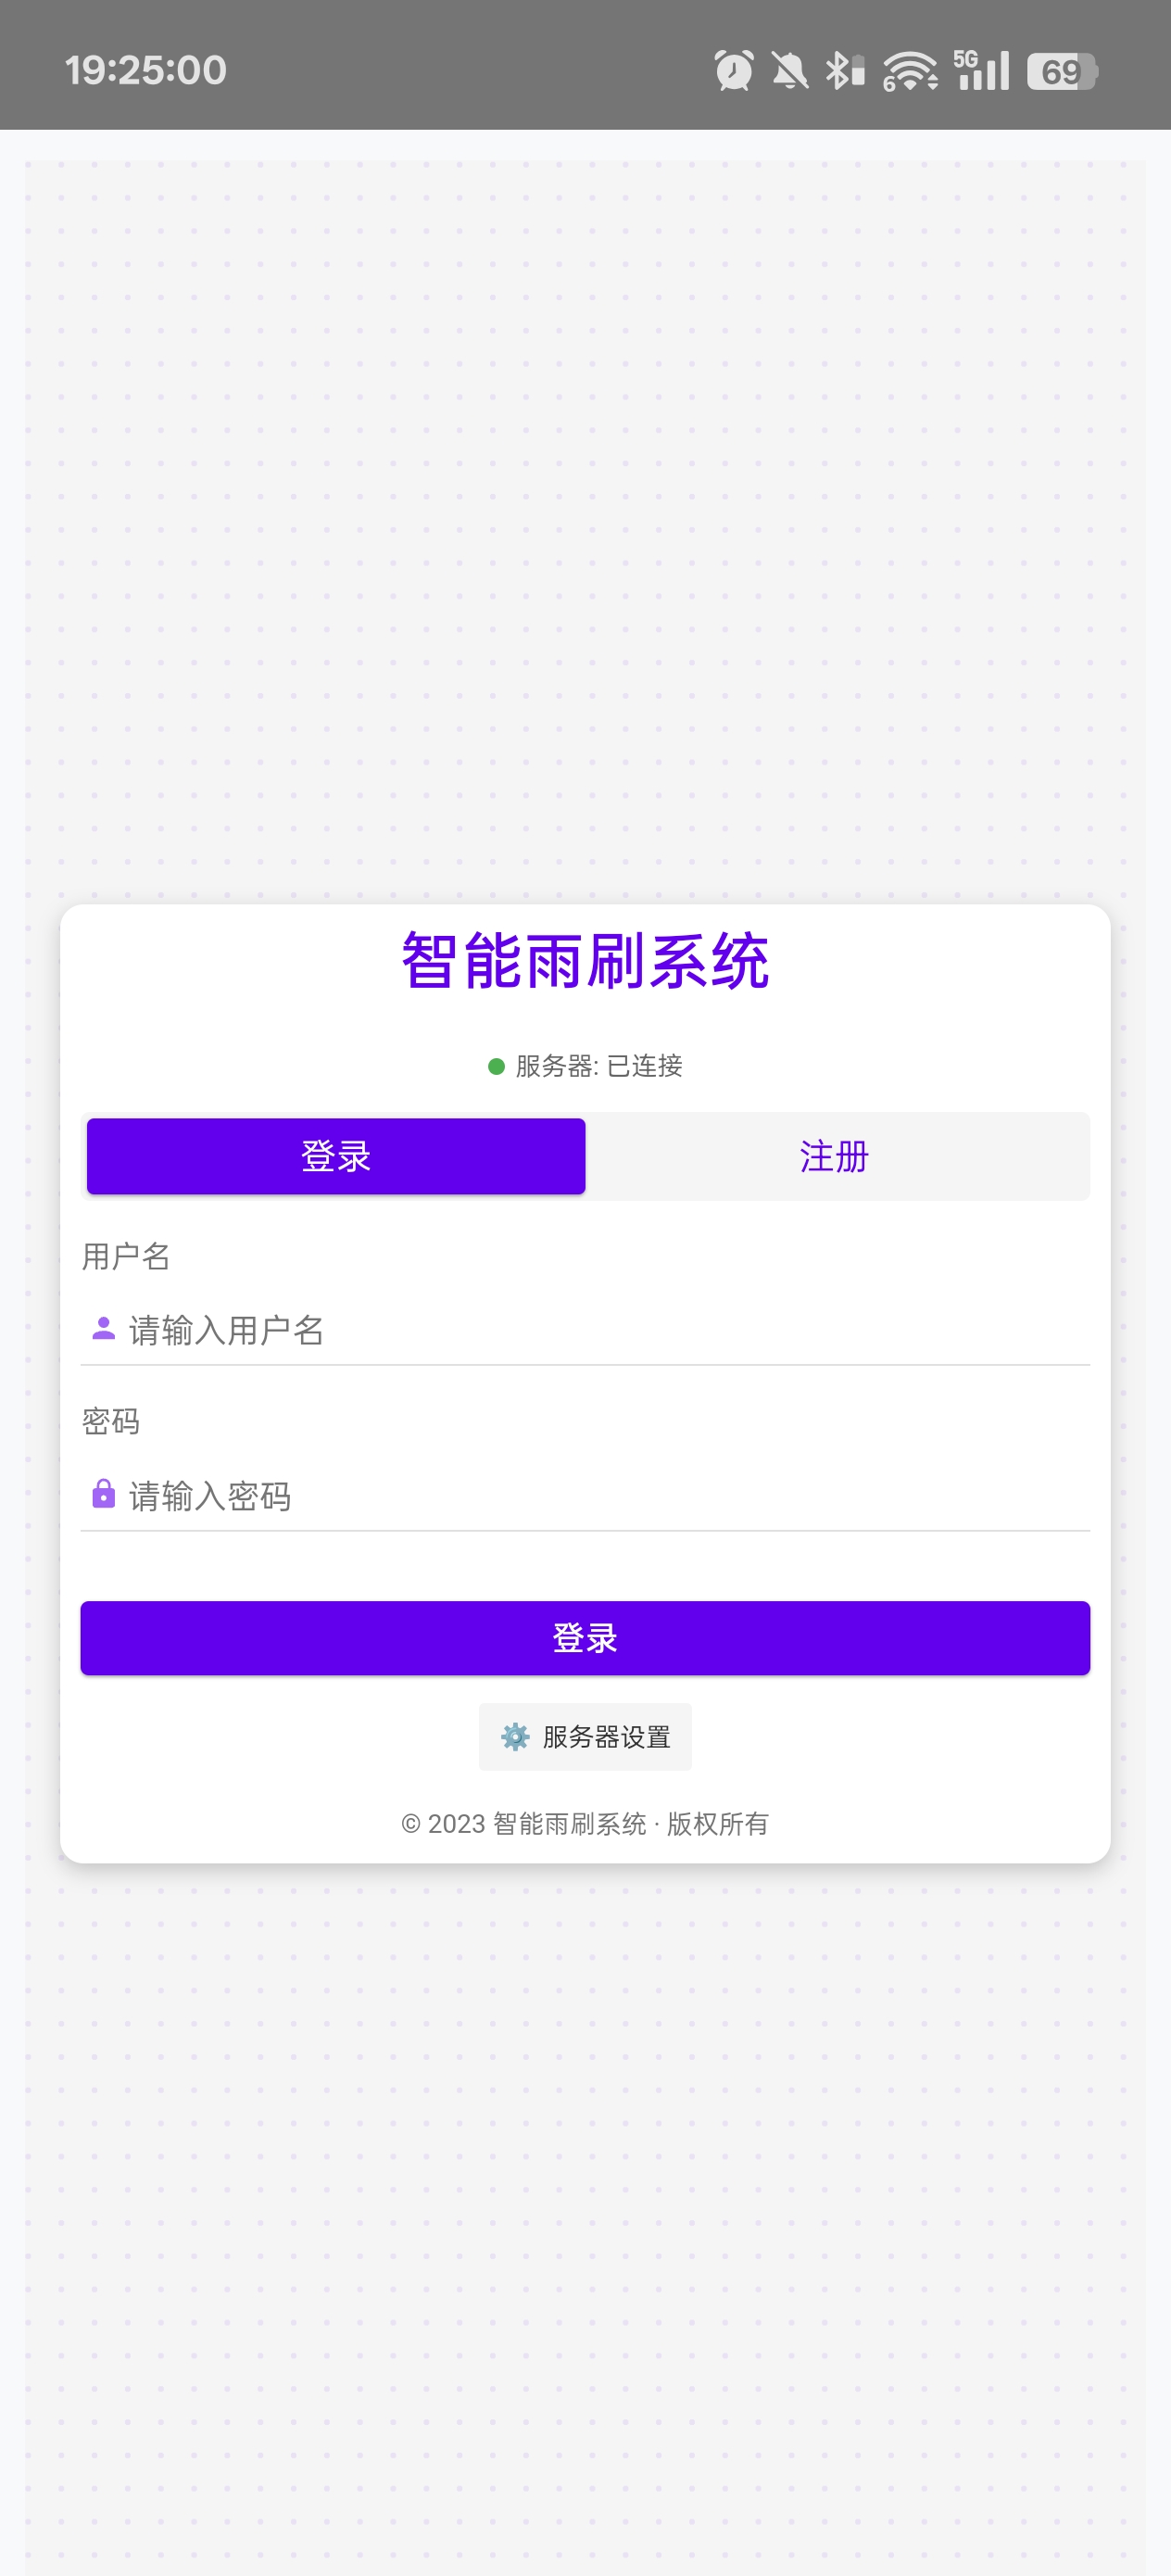 19:25:00 6 5G 69
智能雨刷系统
服务器: 已连接
登录 注册
用户名
请输入用户名
密码
请输入密码
登录
服务器设置
© 2023 智能雨刷系统 · 版权所有